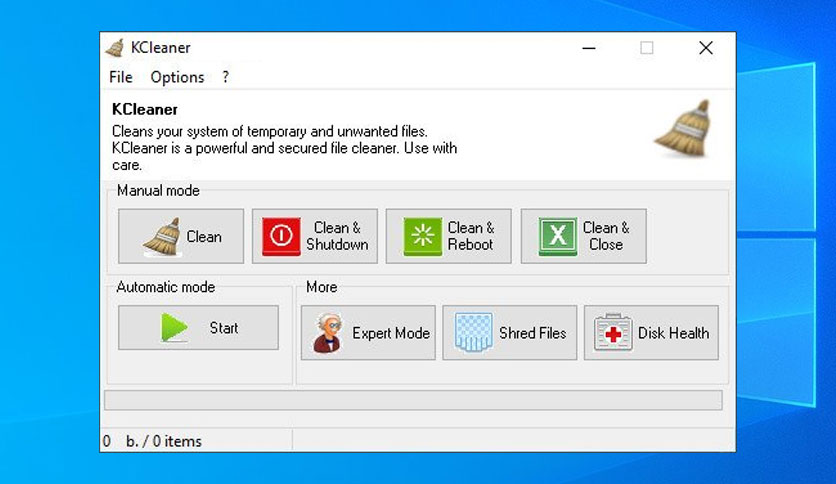 KCleaner
File Options ?
KCleaner
Cleans your system of temporary and unwanted files.
KCleaner is a powerful and secured file cleaner. Use with
care.
Manual mode
Clean
Clean &
Shutdown
Clean &
Reboot
Clean &
Close
Automatic mode
Start
More
Expert Mode
Shred Files
Disk Health
0 b. / 0 items